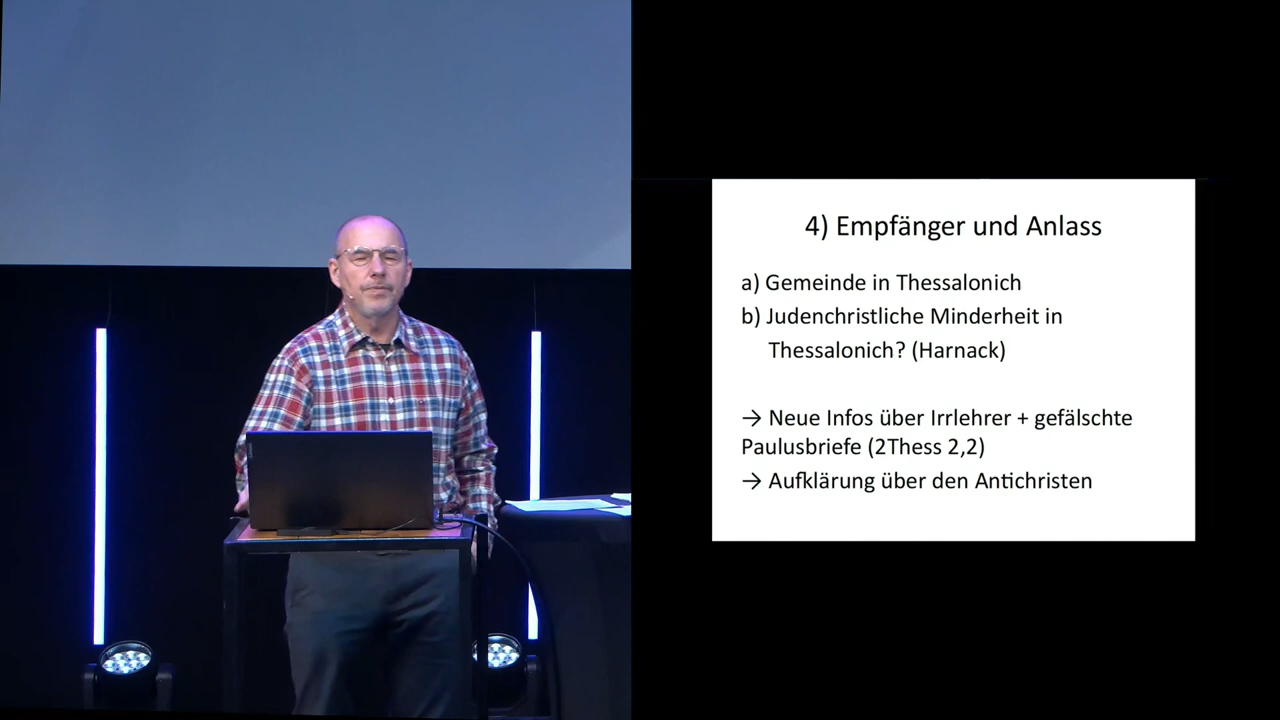 4) Empfänger und Anlass
a) Gemeinde in Thessalonich
b) Judenchristliche Minderheit in
Thessalonich? (Harnack)
→ Neue Infos über Irrlehrer + gefälschte
Paulusbriefe (2Thess 2,2)
→ Aufklärung über den Antichristen